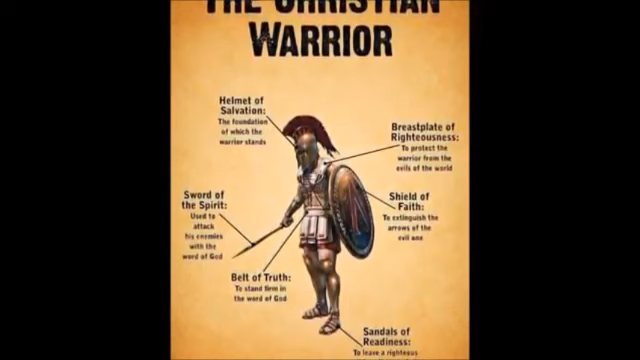 THE CHRISTIAN
WARRIOR
Helmet of
Salvation:
The foundation
of which the
warrior stands
Breastplate of
Righteousness:
To protect the
warrior from the
evils of the world
Sword of
the Spirit:
Used to
attack
his enemies
with the
word of God
Shield of
Faith:
To extinguish the
arrows of the
evil one
Belt of Truth:
To stand firm in
the word of God
Sandals of
Readiness:
To leave a righteous